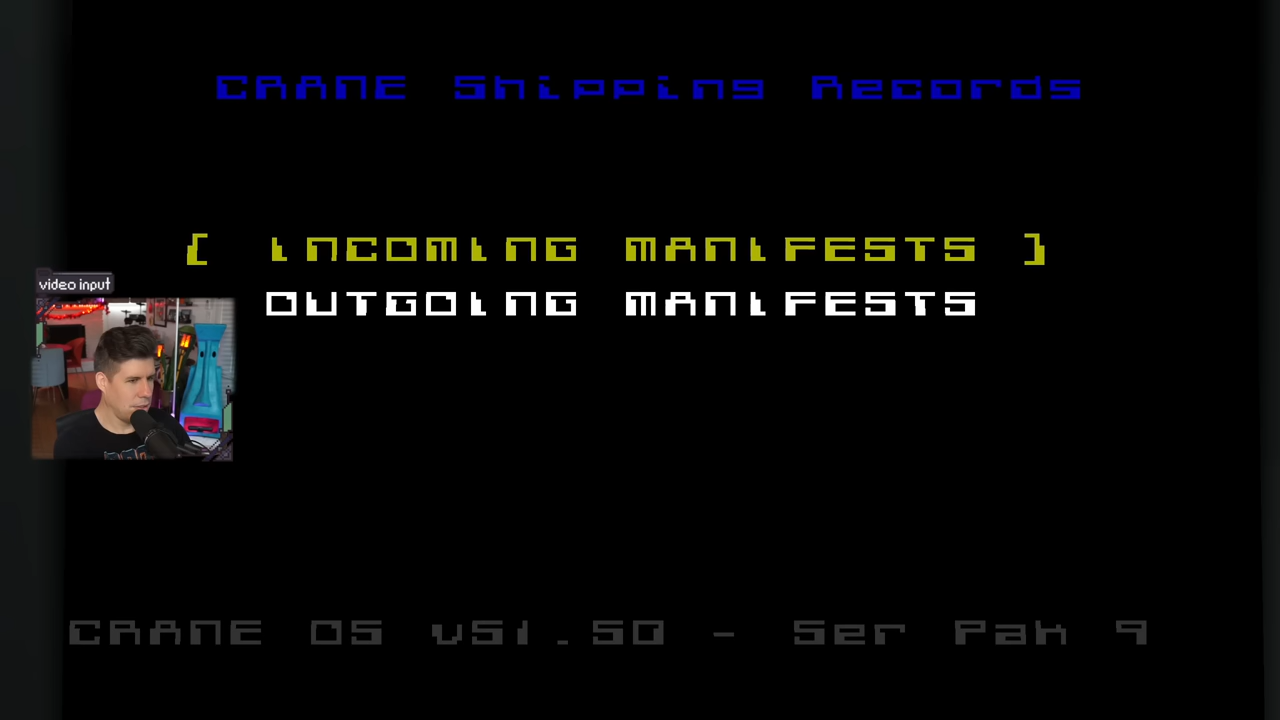 CRANE Shipping Records
[ INCOMING MANIFESTS ]
video input
OUTGOING MANIFESTS
CRANE OS v51.50 - Ser Pak 9